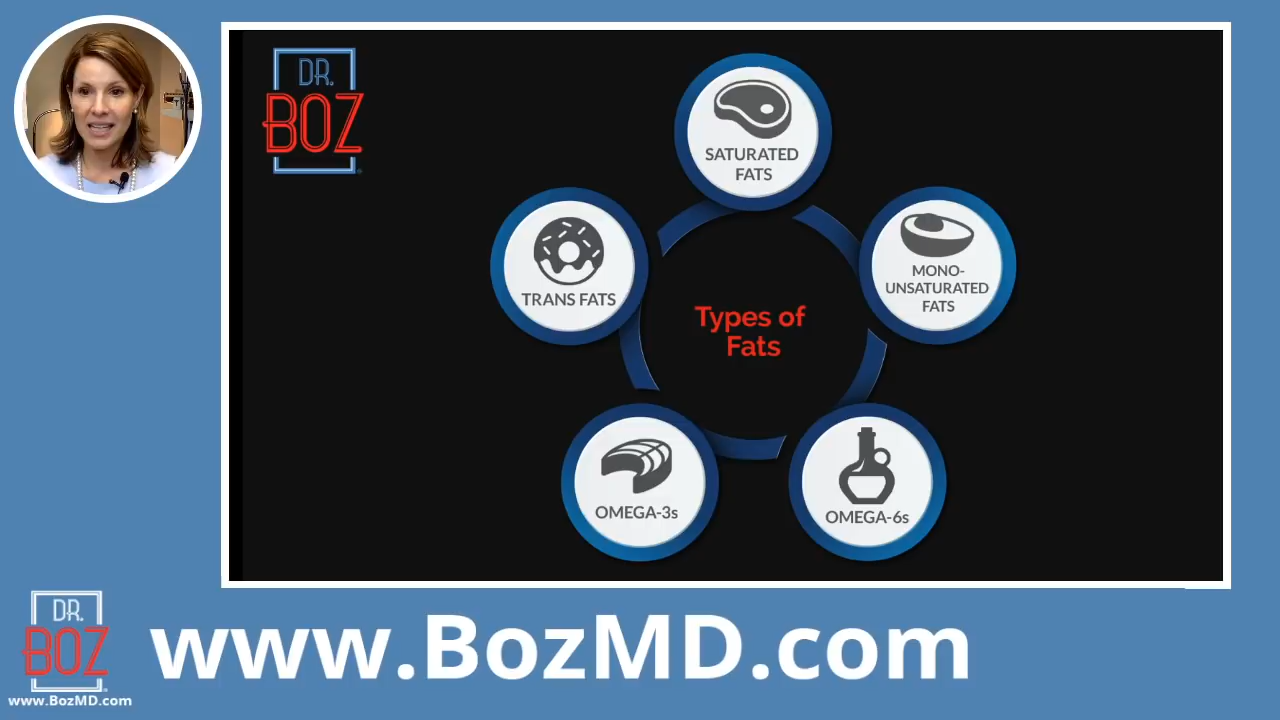 DR.
BOZ
SATURATED
FATS
TRANS FATS
MONO-
UNSATURATED
FATS
Types of
Fats
OMEGA-3s
OMEGA-6s
DR.
BOZ
www.BozMD.com
www.BozMD.com